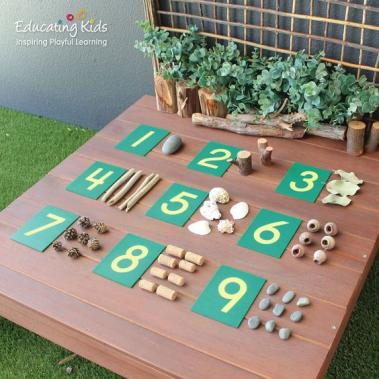 Educating Kids
Inspiring Playful Learning
1 2 3
4 5 6
7 8 9